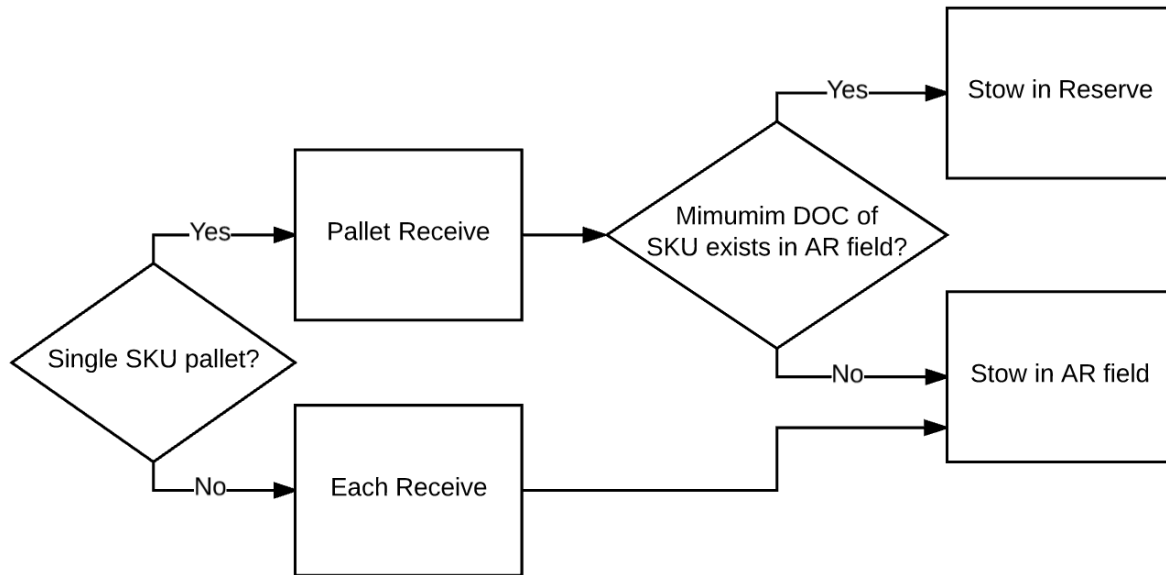 Yes
Stow in Reserve
Mimumim DOC of
SKU exists in AR field?
Yes
Pallet Receive
Single SKU pallet?
No
Stow in AR field
No
Each Receive